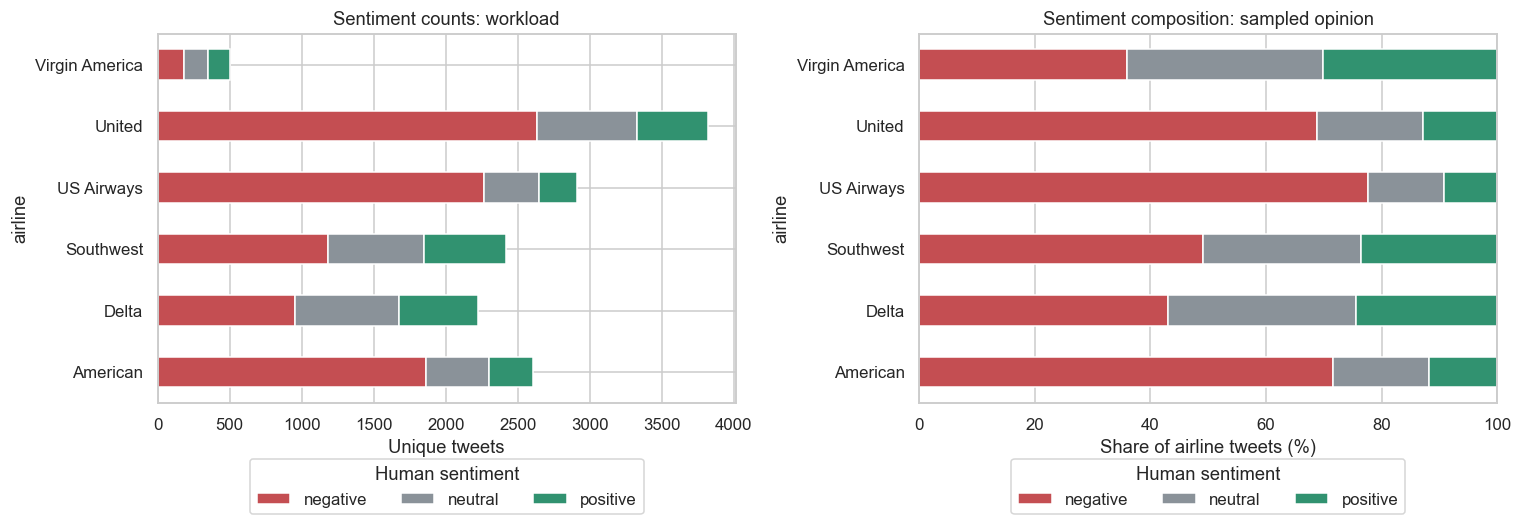 Sentiment counts: workload
airline
Virgin America
United
US Airways
Southwest
Delta
American
0 500 1000 1500 2000 2500 3000 3500 4000
Unique tweets
Human sentiment
negative neutral positive
Sentiment composition: sampled opinion
airline
Virgin America
United
US Airways
Southwest
Delta
American
0 20 40 60 80 100
Share of airline tweets (%)
Human sentiment
negative neutral positive